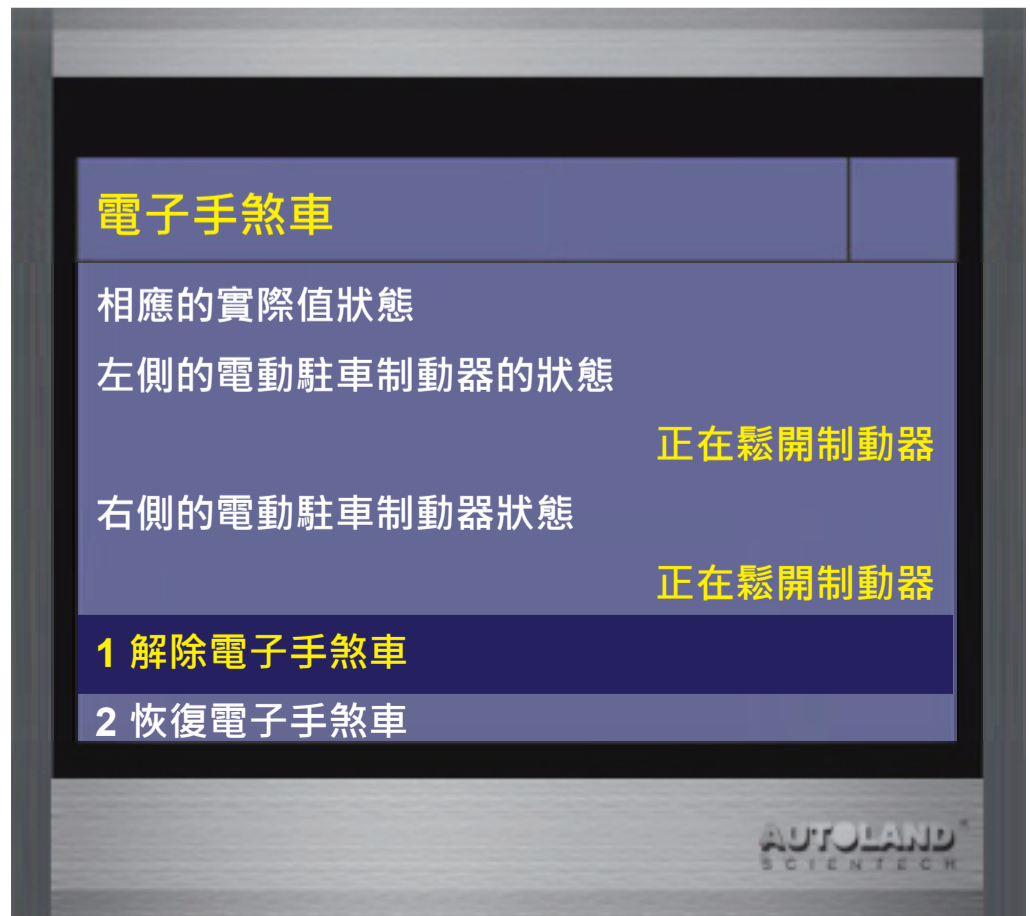 電子手煞車
相應的實際值狀態
左側的電動駐車制動器的狀態
正在鬆開制動器
右側的電動駐車制動器狀態
正在鬆開制動器
1 解除電子手煞車
2 恢復電子手煞車
AUTOLAND
SCIENTECH